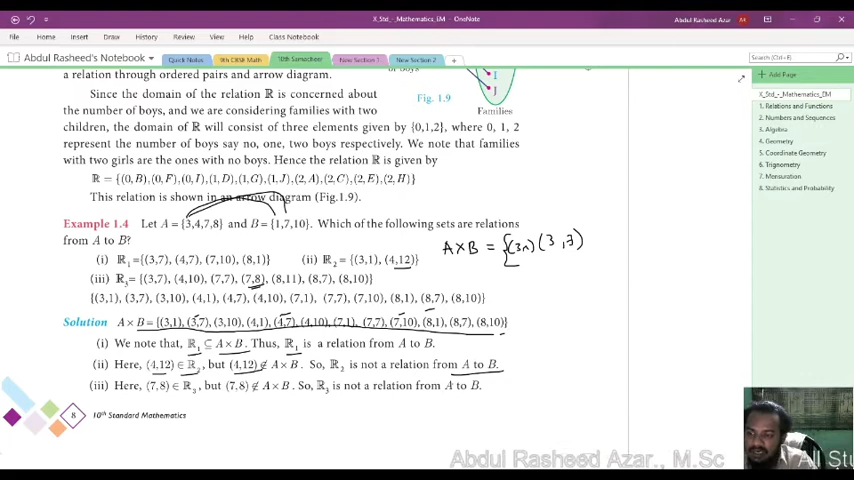 X_Std_-_Mathematics_EM - OneNote
Abdul Rasheed Azar
File Home Insert Draw History Review View Help Class Notebook
Abdul Rasheed's Notebook Quick Notes 9th CBSE Math 10th Samacheer New Section 1 New Section 2 +
Search (Ctrl+E)
Add Page
X_Std_-_Mathematics_EM
1. Relations and Functions
2. Numbers and Sequences
3. Algebra
4. Geometry
5. Coordinate Geometry
6. Trignometry
7. Mensuration
8. Statistics and Probability
a relation through ordered pairs and arrow diagram.
Since the domain of the relation ℝ is concerned about
the number of boys, and we are considering families with two
children, the domain of ℝ will consist of three elements given by {0,1,2}, where 0, 1, 2
represent the number of boys say no, one, two boys respectively. We note that families
with two girls are the ones with no boys. Hence the relation ℝ is given by
ℝ = {(0,B),(0,F),(0,I),(1,D),(1,G),(1,J),(2,A),(2,C),(2,E),(2,H)}
This relation is shown in an arrow diagram (Fig.1.9).
of boys
I
J
Fig. 1.9
Families
Example 1.4 Let A = {3,4,7,8} and B = {1,7,10}. Which of the following sets are relations
from A to B?
A×B = {(3,1)(3,7)
(i) ℝ₁ ={(3,7), (4,7), (7,10), (8,1)} (ii) ℝ₂ = {(3,1), (4,12)}
(iii) ℝ₃ = {(3,7), (4,10), (7,7), (7,8), (8,11), (8,7), (8,10)}
{(3,1), (3,7), (3,10), (4,1), (4,7), (4,10), (7,1), (7,7), (7,10), (8,1), (8,7), (8,10)}
Solution A × B = {(3,1), (3,7), (3,10), (4,1), (4,7), (4,10), (7,1), (7,7), (7,10), (8,1), (8,7), (8,10)}
(i) We note that, ℝ₁ ⊆ A × B. Thus, ℝ₁ is a relation from A to B.
(ii) Here, (4,12) ∈ ℝ₂, but (4,12) ∉ A × B. So, ℝ₂ is not a relation from A to B.
(iii) Here, (7,8) ∈ ℝ₃, but (7,8) ∉ A × B. So, ℝ₃ is not a relation from A to B.
8 10th Standard Mathematics
Abdul Rasheed Azar., M.Sc
All Stu